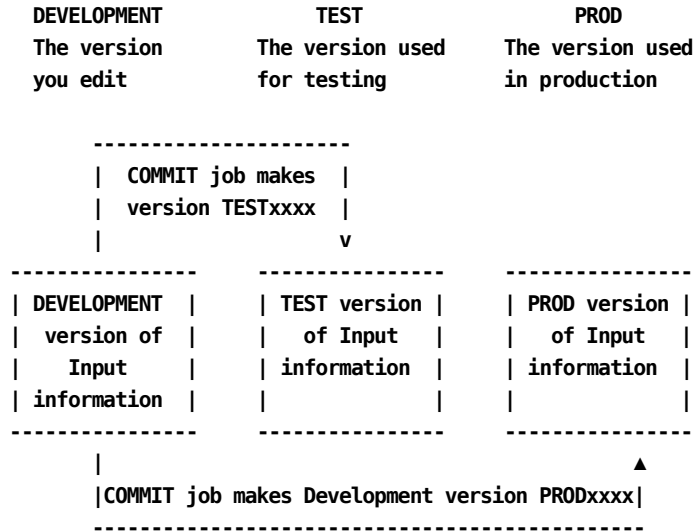 DEVELOPMENT TEST PROD
The version The version used The version used
you edit for testing in production
COMMIT job makes
version TESTxxxx
v
DEVELOPMENT TEST version PROD version
version of of Input of Input
Input information information
information
▲
COMMIT job makes Development version PRODxxxx